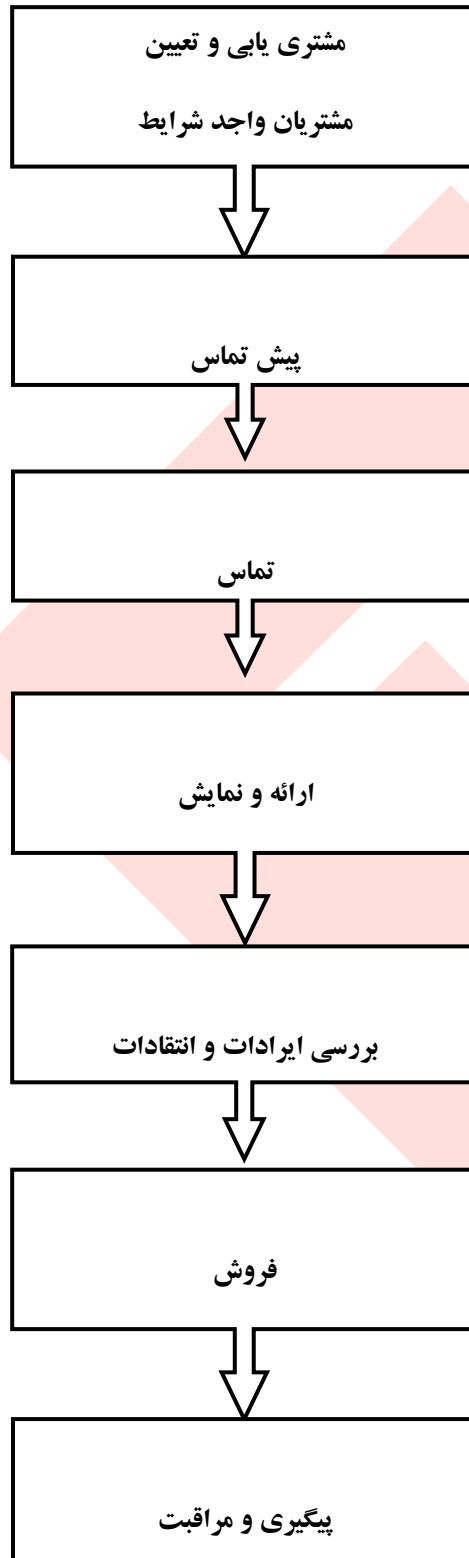 مشتری یابی و تعیین
مشتریان واجد شرایط
پیش تماس
تماس
ارائه و نمایش
بررسی ایرادات و انتقادات
فروش
پیگیری و مراقبت